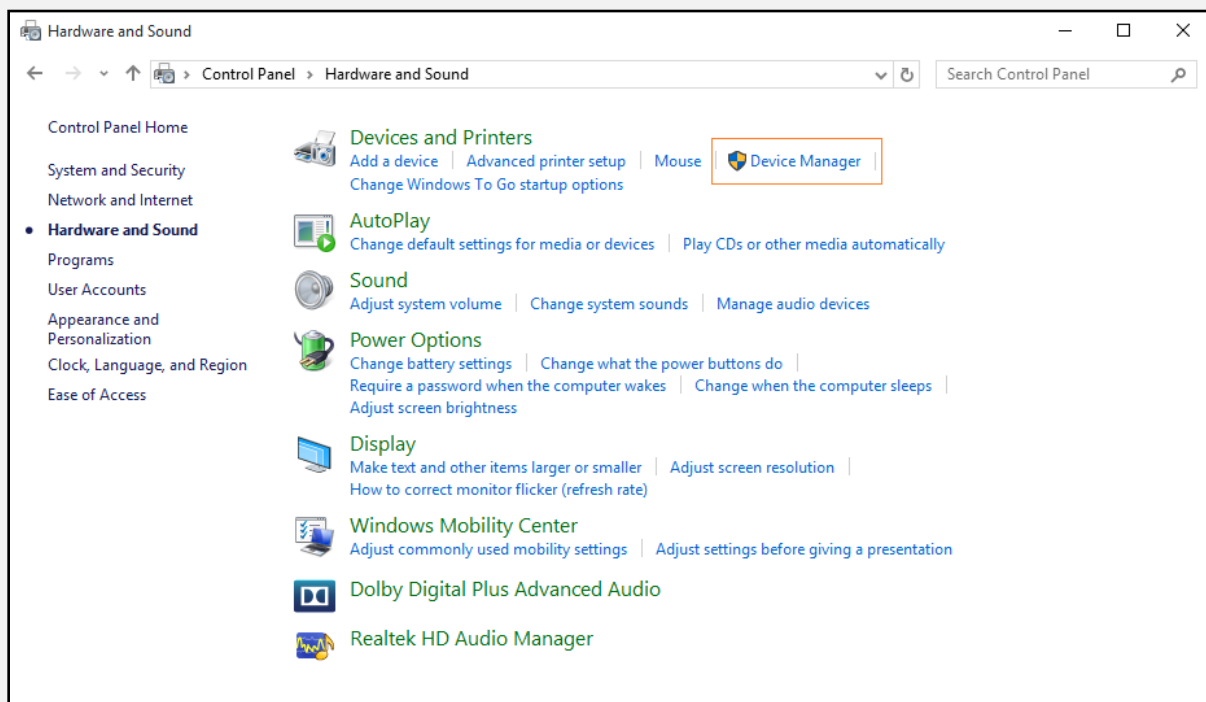 Hardware and Sound
Control Panel › Hardware and Sound
Search Control Panel
Control Panel Home
System and Security
Network and Internet
Hardware and Sound
Programs
User Accounts
Appearance and
Personalization
Clock, Language, and Region
Ease of Access
Devices and Printers
Add a device | Advanced printer setup | Mouse | Device Manager
Change Windows To Go startup options
AutoPlay
Change default settings for media or devices | Play CDs or other media automatically
Sound
Adjust system volume | Change system sounds | Manage audio devices
Power Options
Change battery settings | Change what the power buttons do
Require a password when the computer wakes | Change when the computer sleeps
Adjust screen brightness
Display
Make text and other items larger or smaller | Adjust screen resolution
How to correct monitor flicker (refresh rate)
Windows Mobility Center
Adjust commonly used mobility settings | Adjust settings before giving a presentation
Dolby Digital Plus Advanced Audio
Realtek HD Audio Manager